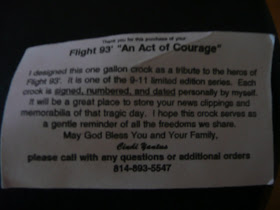 Thank you for this purchase of your
Flight 93' "An Act of Courage"
I designed this one gallon crock as a tribute to the heros of
Flight 93'. It is one of the 9-11 limited edition series. Each
crock is signed, numbered, and dated personally by myself.
It will be a great place to store your news clippings and
memorabilia of that tragic day. I hope this crock serves as
a gentle reminder of all the freedoms we share.
May God Bless You and Your Family,
Cindi
please call with any questions or additional orders
814-893-5547